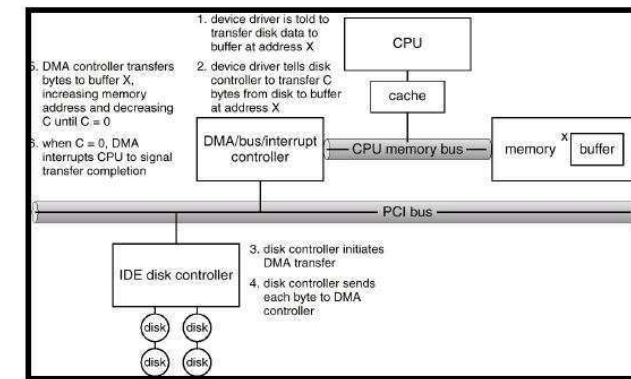 1. device driver is told to
transfer disk data to
buffer at address X
2. device driver tells disk
controller to transfer C
bytes from disk to buffer
at address X
5. DMA controller transfers
bytes to buffer X,
increasing memory
address and decreasing
C until C = 0
6. when C = 0, DMA
interrupts CPU to signal
transfer completion
CPU
cache
DMA/bus/interrupt
controller
CPU memory bus
memory
X
buffer
PCI bus
IDE disk controller
3. disk controller initiates
DMA transfer
4. disk controller sends
each byte to DMA
controller
disk
disk
disk
disk